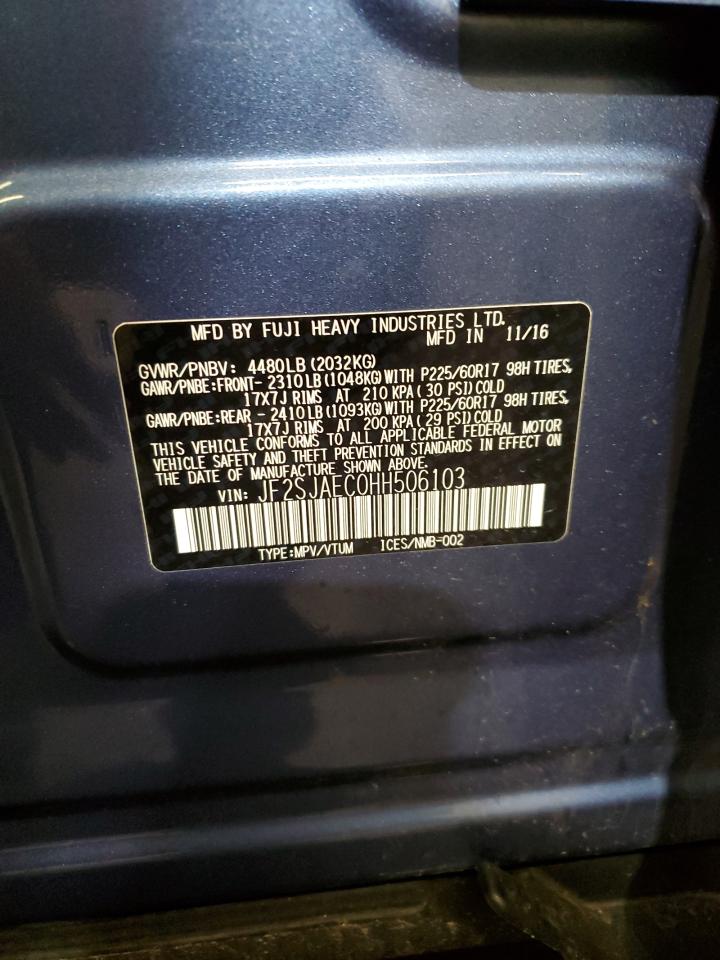 MFD BY FUJI HEAVY INDUSTRIES LTD.
MFD IN 11/16
GVWR/PNBV: 4480LB(2032KG)
GAWR/PNBE:FRONT- 2310LB(1048KG)WITH P225/60R17 98H TIRES,
17X7J RIMS AT 210 KPA(30 PSI)COLD
GAWR/PNBE:REAR - 2410LB(1093KG)WITH P225/60R17 98H TIRES,
17X7J RIMS AT 200 KPA(29 PSI)COLD
THIS VEHICLE CONFORMS TO ALL APPLICABLE FEDERAL MOTOR
VEHICLE SAFETY AND THEFT PREVENTION STANDARDS IN EFFECT ON
THE DATE OF MANUFACTURE SHOWN ABOVE.
VIN: JF2SJAEC0HH506103
TYPE:MPV/VTUM ICES/NMB-002